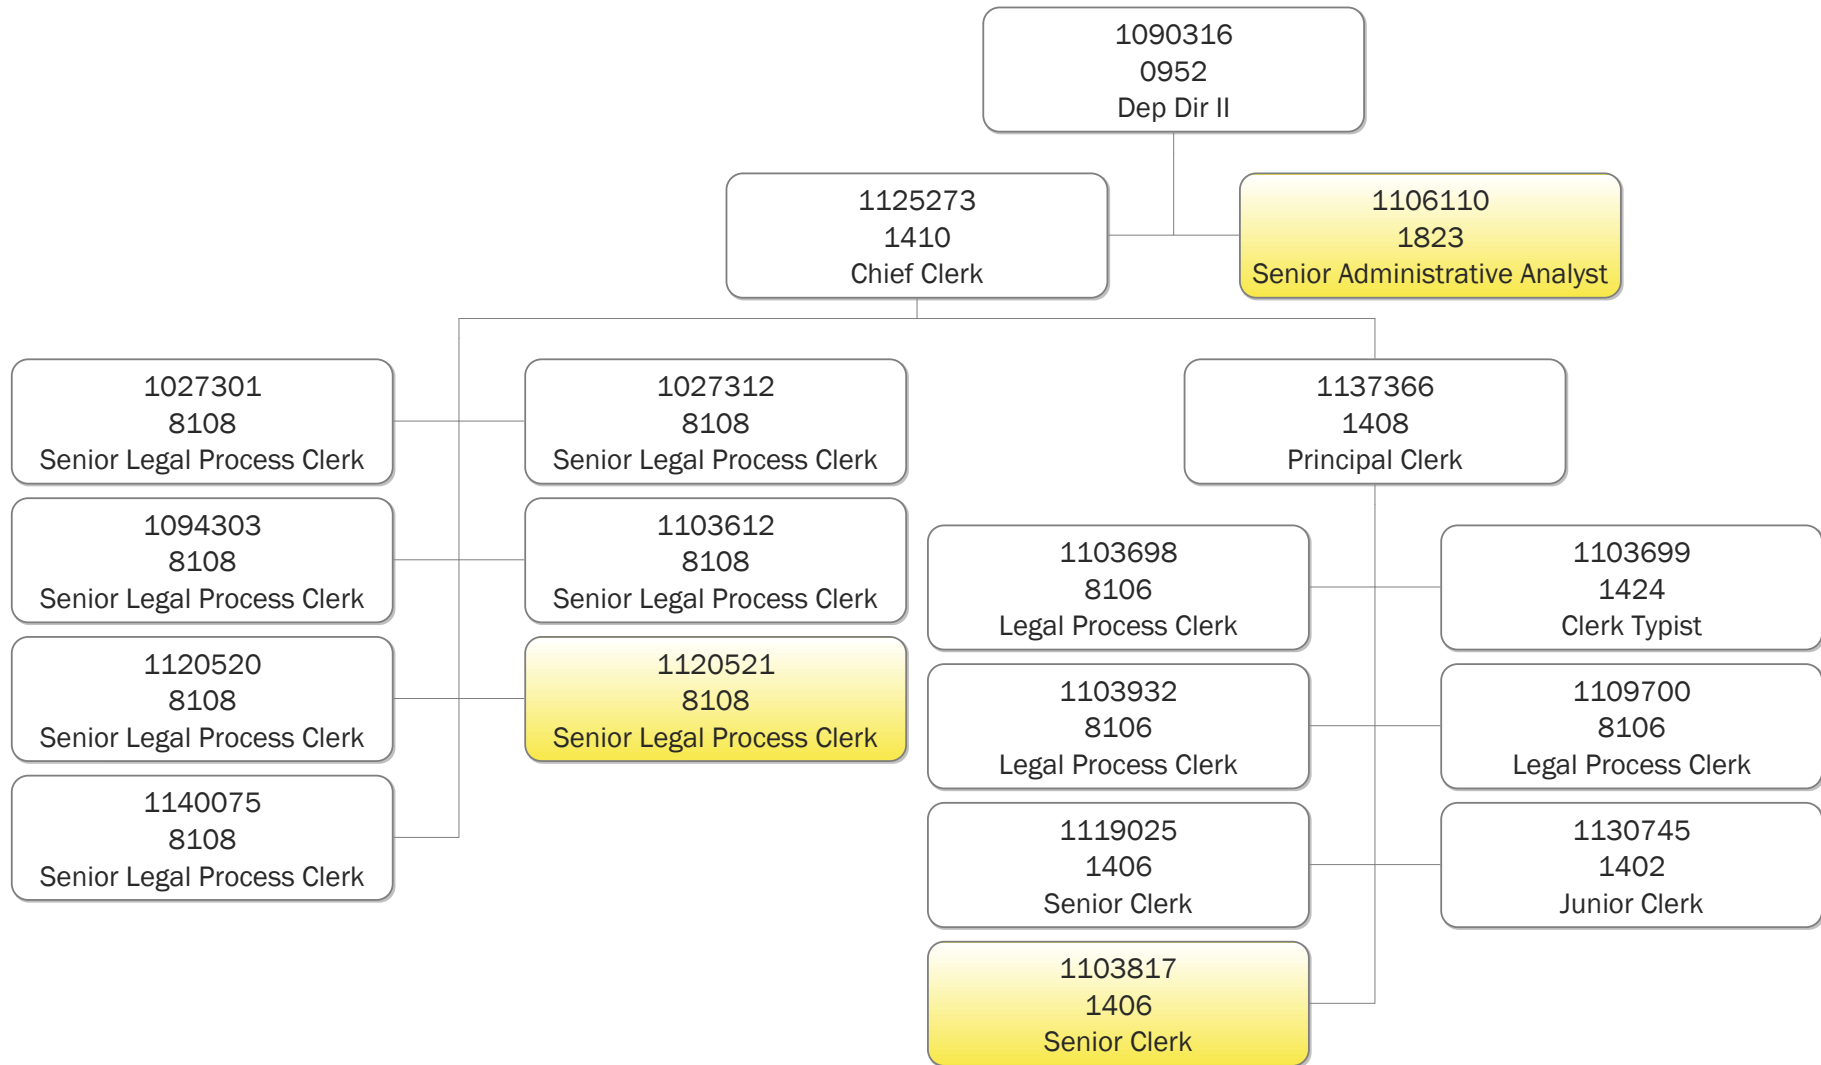 1090316
0952
Dep Dir II
1125273
1410
Chief Clerk
1106110
1823
Senior Administrative Analyst
1027301
8108
Senior Legal Process Clerk
1027312
8108
Senior Legal Process Clerk
1094303
8108
Senior Legal Process Clerk
1103612
8108
Senior Legal Process Clerk
1120520
8108
Senior Legal Process Clerk
1120521
8108
Senior Legal Process Clerk
1140075
8108
Senior Legal Process Clerk
1137366
1408
Principal Clerk
1103698
8106
Legal Process Clerk
1103699
1424
Clerk Typist
1103932
8106
Legal Process Clerk
1109700
8106
Legal Process Clerk
1119025
1406
Senior Clerk
1130745
1402
Junior Clerk
1103817
1406
Senior Clerk